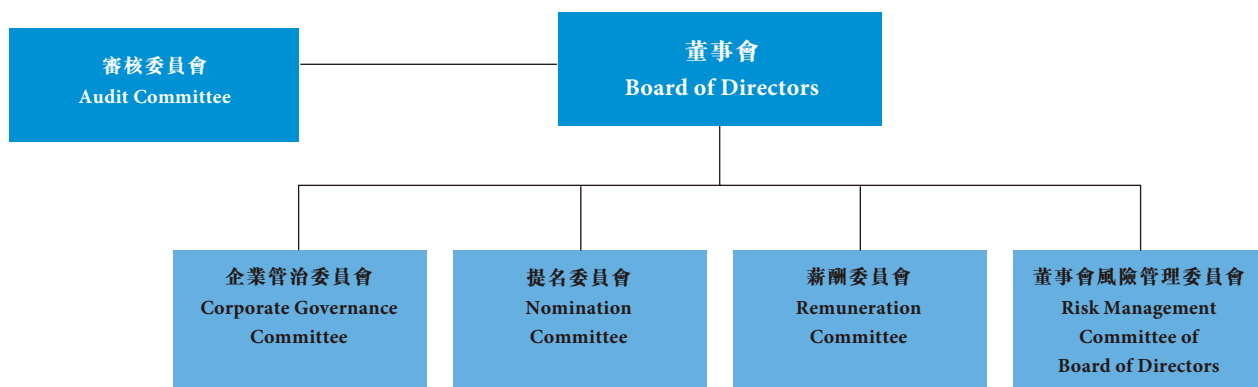 審核委員會
Audit Committee
董事會
Board of Directors
企業管治委員會
Corporate Governance
Committee
提名委員會
Nomination
Committee
薪酬委員會
Remuneration
Committee
董事會風險管理委員會
Risk Management
Committee of
Board of Directors